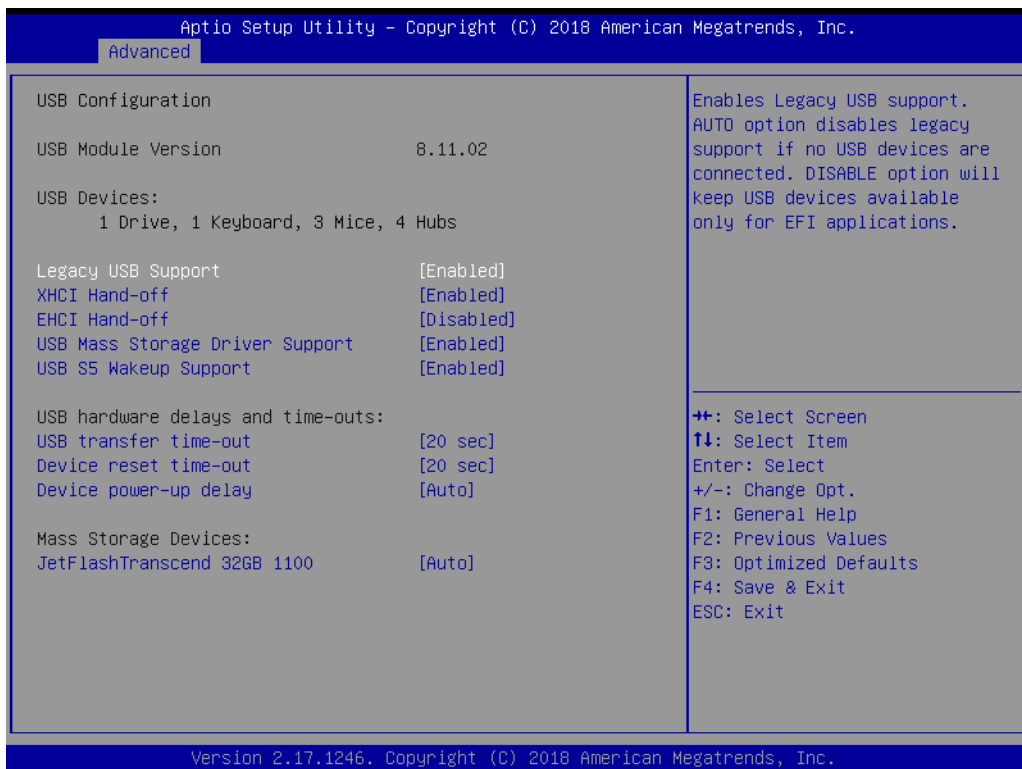 Aptio Setup Utility – Copyright (C) 2018 American Megatrends, Inc.
Advanced
USB Configuration
USB Module Version 8.11.02
USB Devices:
1 Drive, 1 Keyboard, 3 Mice, 4 Hubs
Legacy USB Support [Enabled]
XHCI Hand-off [Enabled]
EHCI Hand-off [Disabled]
USB Mass Storage Driver Support [Enabled]
USB S5 Wakeup Support [Enabled]
USB hardware delays and time-outs:
USB transfer time-out [20 sec]
Device reset time-out [20 sec]
Device power-up delay [Auto]
Mass Storage Devices:
JetFlashTranscend 32GB 1100 [Auto]
Enables Legacy USB support.
AUTO option disables legacy
support if no USB devices are
connected. DISABLE option will
keep USB devices available
only for EFI applications.
→←: Select Screen
↑↓: Select Item
Enter: Select
+/-: Change Opt.
F1: General Help
F2: Previous Values
F3: Optimized Defaults
F4: Save & Exit
ESC: Exit
Version 2.17.1246. Copyright (C) 2018 American Megatrends, Inc.